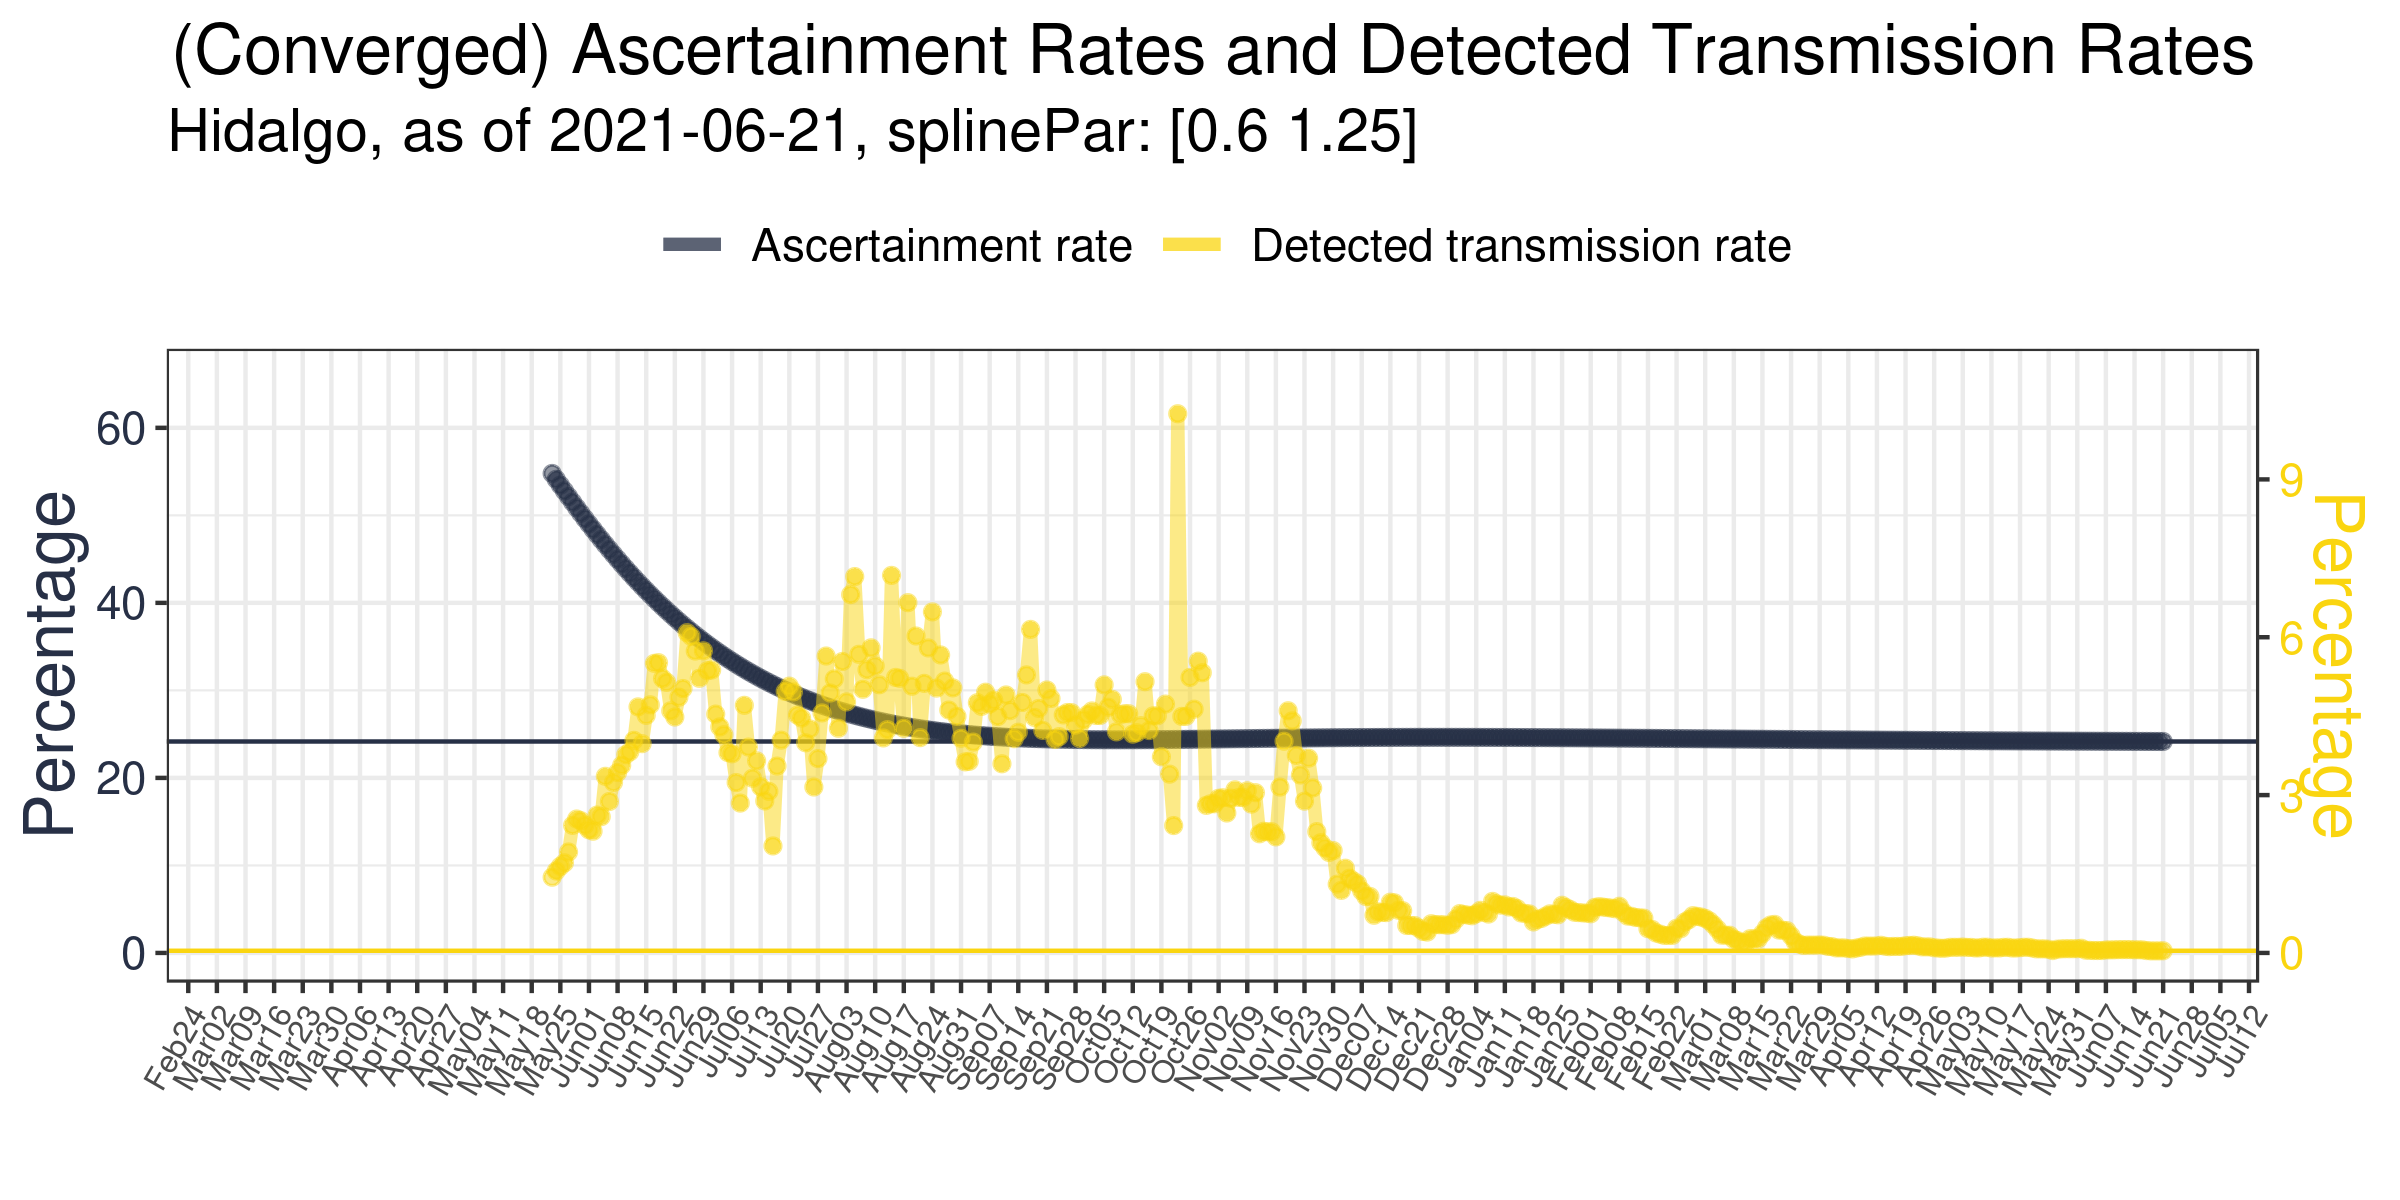 (Converged) Ascertainment Rates and Detected Transmission Rates
Hidalgo, as of 2021-06-21, splinePar: [0.6 1.25]
Ascertainment rate
Detected transmission rate
Percentage
60
40
20
0
9
6
3
0
Percentage
Feb24
Mar02
Mar09
Mar16
Mar23
Mar30
Apr06
Apr13
Apr20
Apr27
May04
May11
May18
May25
Jun01
Jun08
Jun15
Jun22
Jun29
Jul06
Jul13
Jul20
Jul27
Aug03
Aug10
Aug17
Aug24
Aug31
Sep07
Sep14
Sep21
Sep28
Oct05
Oct12
Oct19
Oct26
Nov02
Nov09
Nov16
Nov23
Nov30
Dec07
Dec14
Dec21
Dec28
Jan04
Jan11
Jan18
Jan25
Feb01
Feb08
Feb15
Feb22
Mar01
Mar08
Mar15
Mar22
Mar29
Apr05
Apr12
Apr19
Apr26
May03
May10
May17
May24
May31
Jun07
Jun14
Jun21
Jun28
Jul05
Jul12